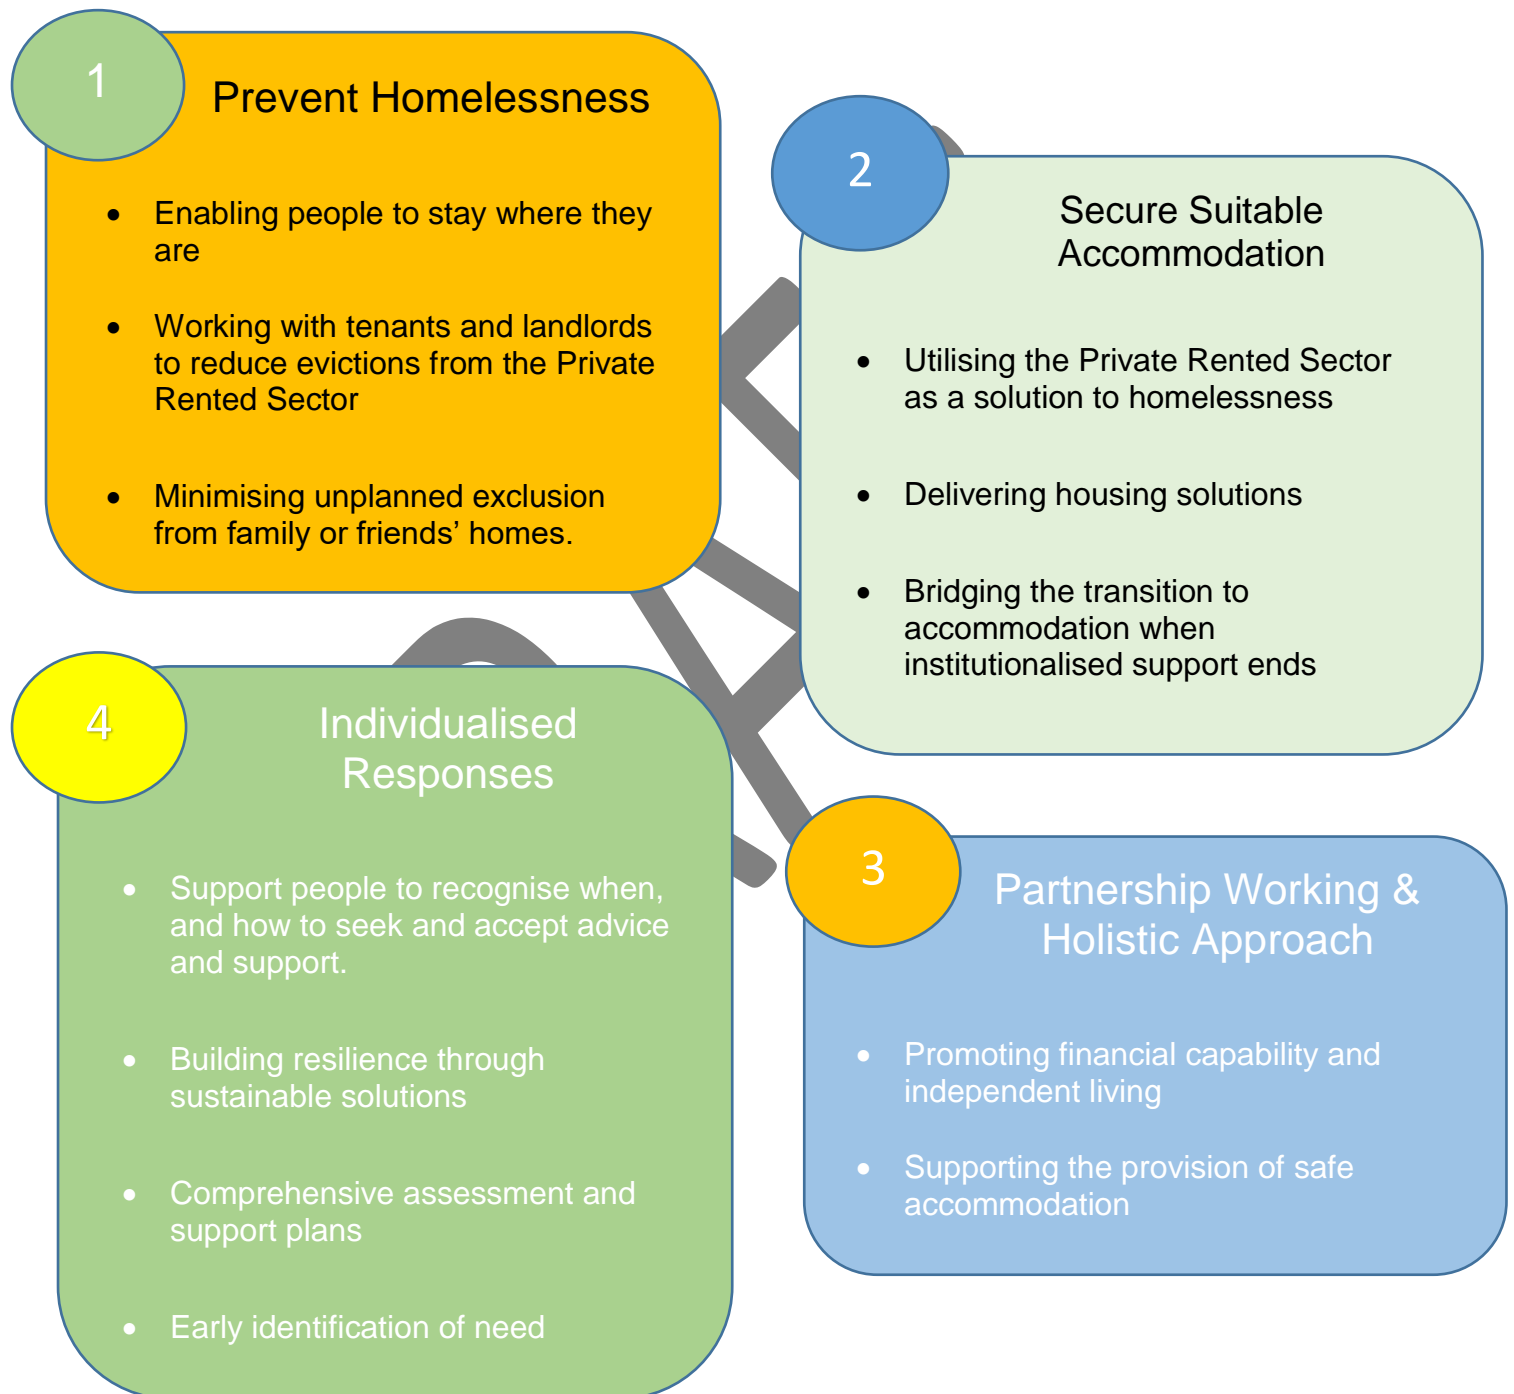 1
Prevent Homelessness
• Enabling people to stay where they
are
• Working with tenants and landlords
to reduce evictions from the Private
Rented Sector
• Minimising unplanned exclusion
from family or friends’ homes.
2
Secure Suitable
Accommodation
• Utilising the Private Rented Sector
as a solution to homelessness
• Delivering housing solutions
• Bridging the transition to
accommodation when
institutionalised support ends
3
Partnership Working &
Holistic Approach
• Promoting financial capability and
independent living
• Supporting the provision of safe
accommodation
4
Individualised
Responses
• Support people to recognise when,
and how to seek and accept advice
and support.
• Building resilience through
sustainable solutions
• Comprehensive assessment and
support plans
• Early identification of need